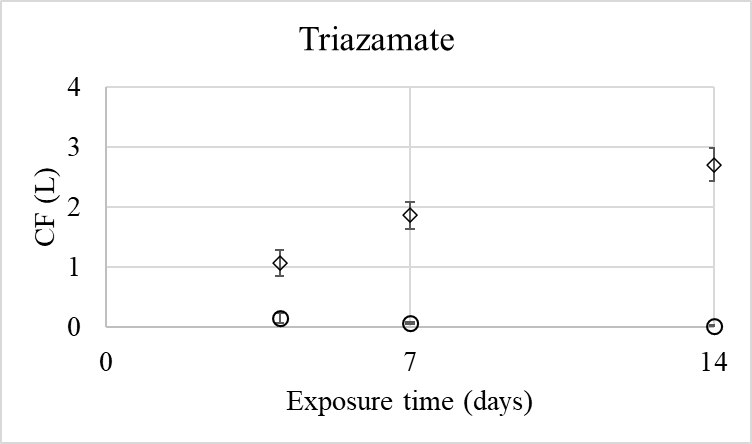 Triazamate
4
3
2
1
0
CF (L)
0 7 14
Exposure time (days)